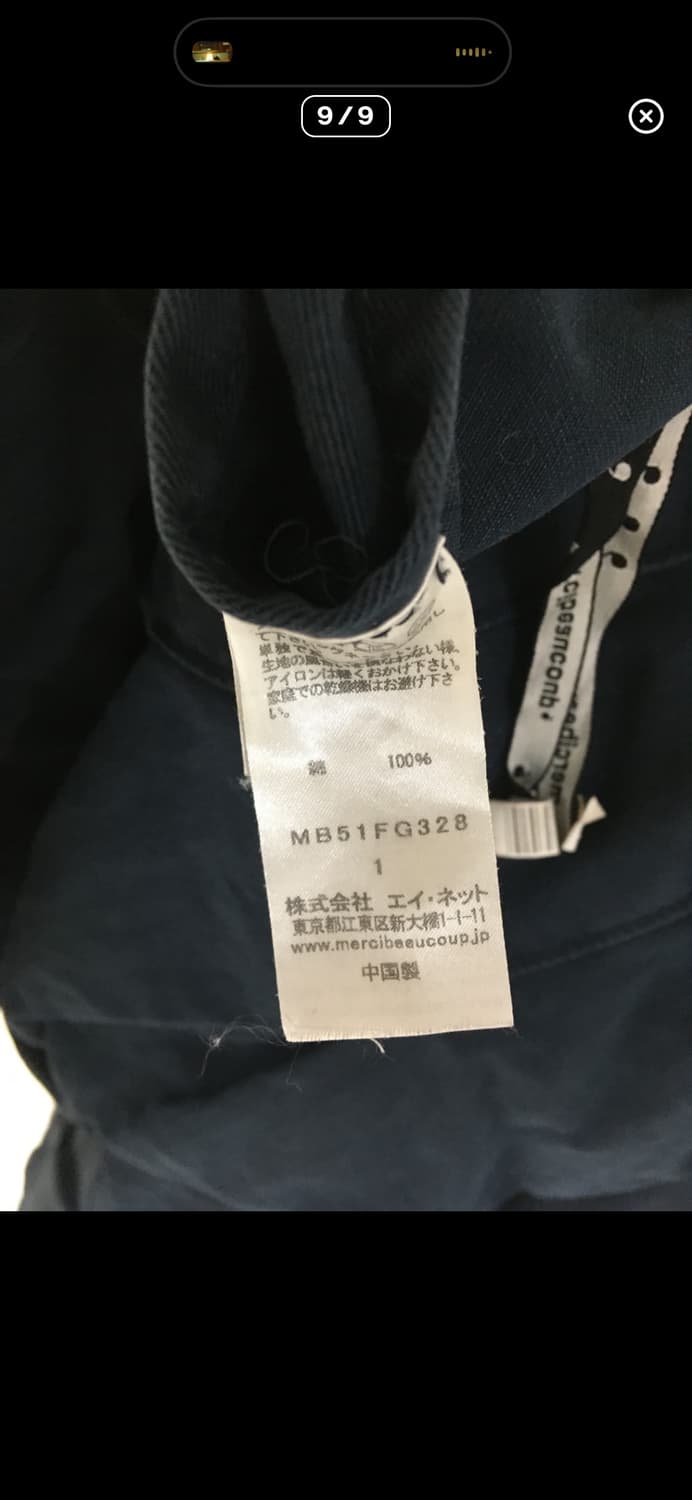 9/9
生地の風合いを損なわない様、
アイロンは軽くおかけ下さい。
家庭での乾燥機はお避け下さ
い。
綿 100%
MB51FG328
1
株式会社 エイ・ネット
東京都江東区新大橋1-1-11
www.mercibeaucoup.jp
中国製
cibeaucoup,